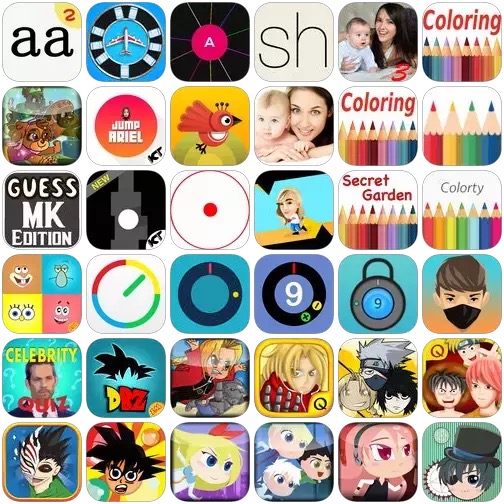 aa
2
A
sh
3
Coloring
JUMP
ARIEL
KT
Coloring
GUESS
MK
EDITION
NEW
KT
Secret
Garden
Colorty
9
9
CELEBRITY
QUIZ
DBZ
Q
Q